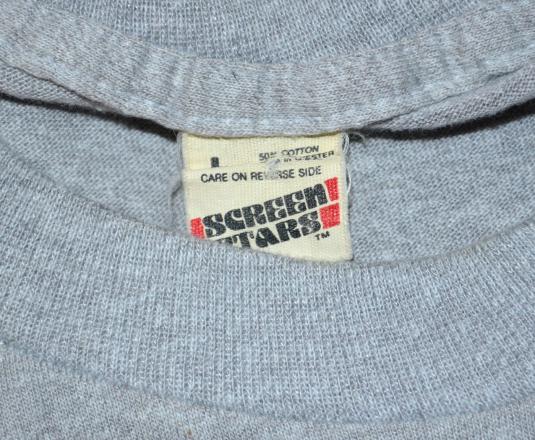 50% COTTON
CARE ON REVERSE SIDE
SCREEN
STARS TM